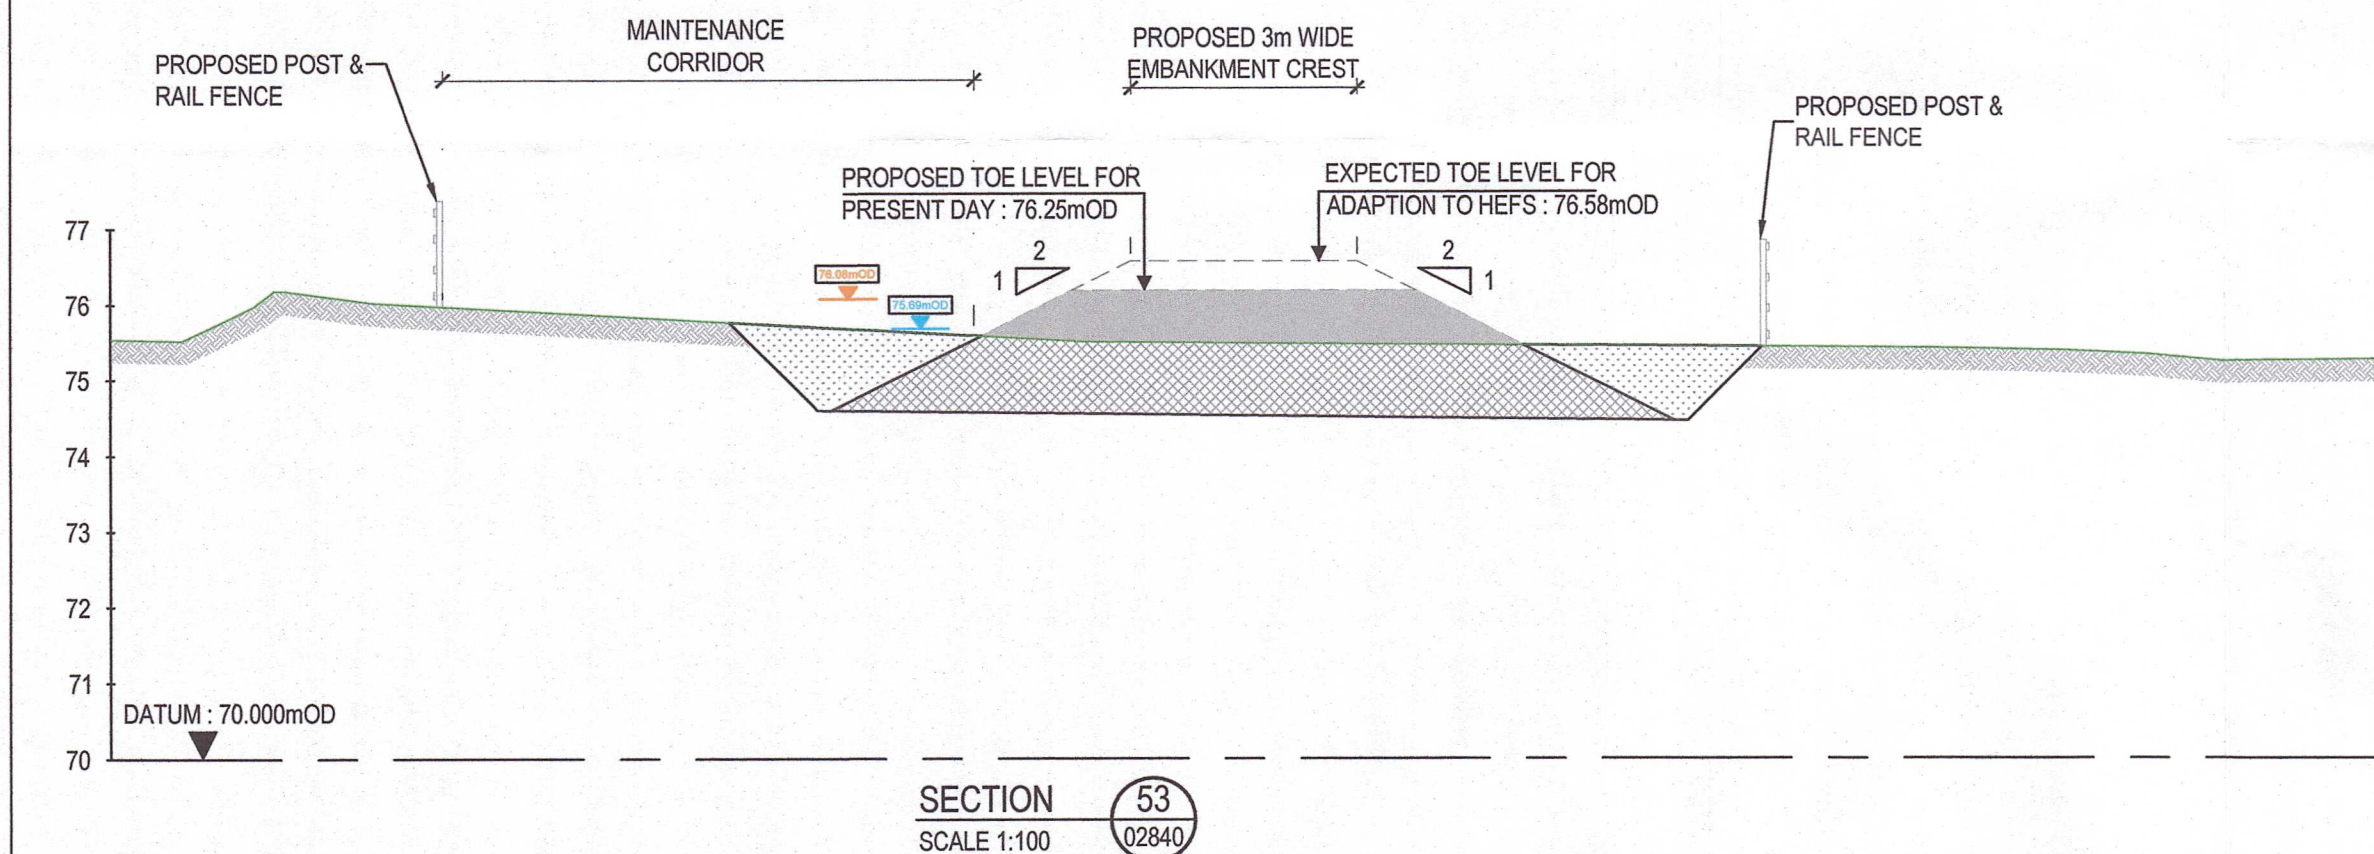 MAINTENANCE
CORRIDOR
PROPOSED 3m WIDE
EMBANKMENT CREST
PROPOSED POST &
RAIL FENCE
PROPOSED POST &
RAIL FENCE
PROPOSED TOE LEVEL FOR
PRESENT DAY : 76.25mOD
EXPECTED TOE LEVEL FOR
ADAPTION TO HEFS : 76.58mOD
2
1
2
1
76.08mOD
75.69mOD
77
76
75
74
73
72
71
70
DATUM : 70.000mOD
SECTION
SCALE 1:100
53
02840